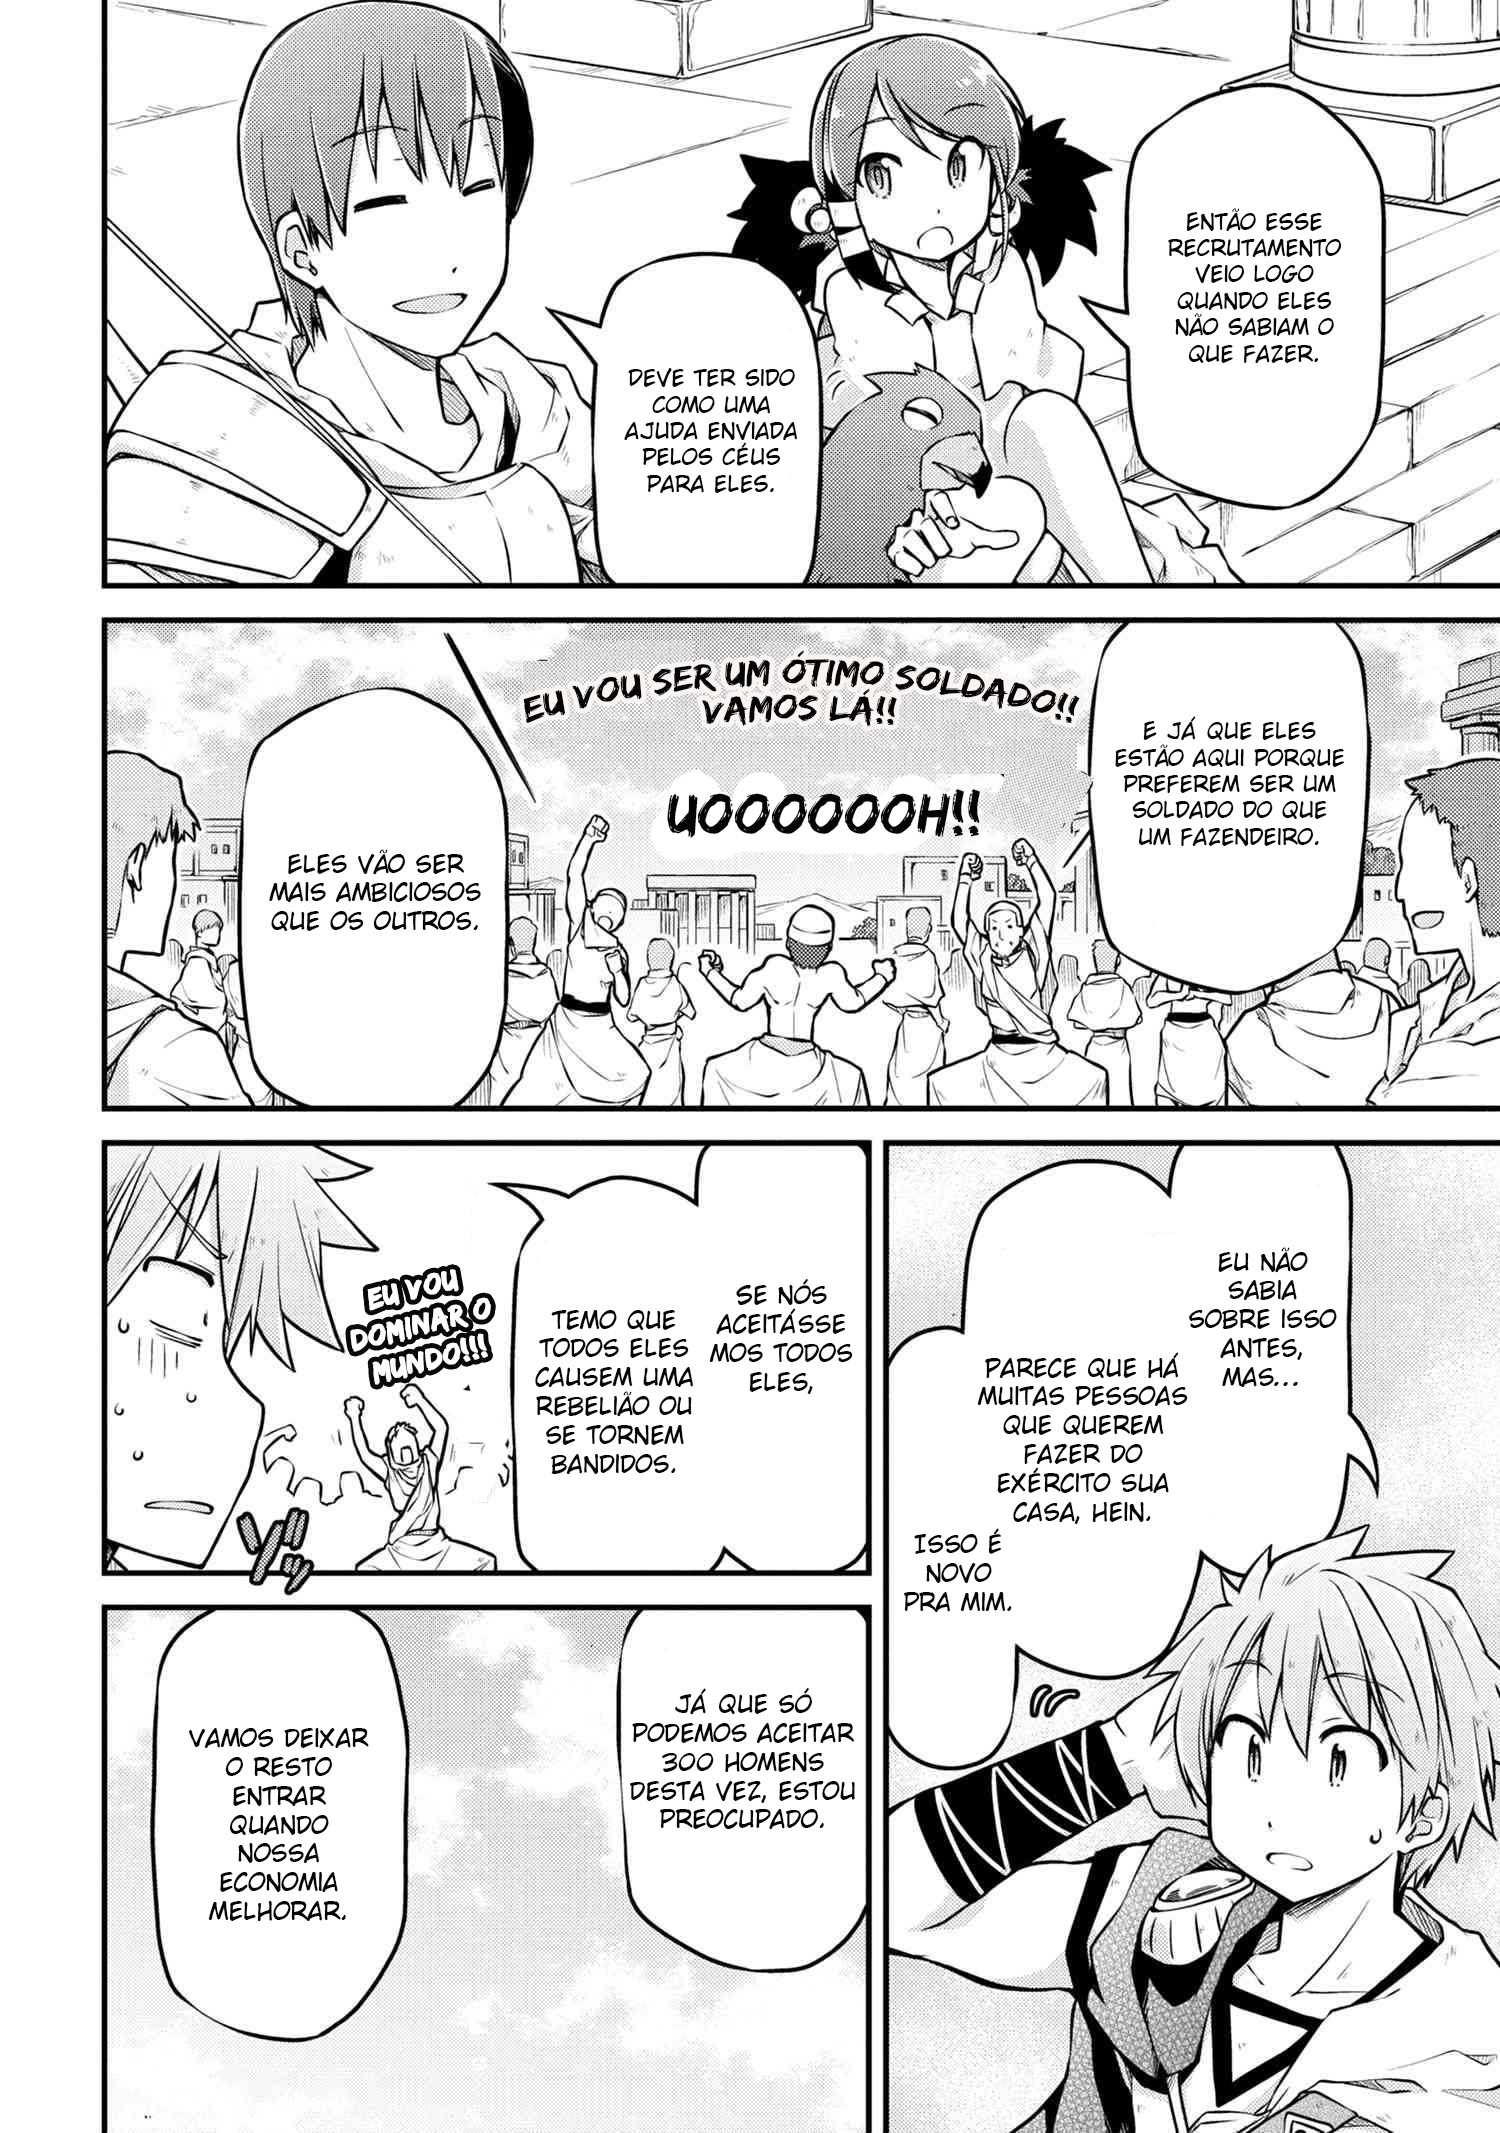 ENTÃO ESSE
RECRUTAMENTO
VEIO LOGO
QUANDO ELES
NÃO SABIAM O
QUE FAZER.
DEVE TER SIDO
COMO UMA
AJUDA ENVIADA
PELOS CÉUS
PARA ELES.
E JÁ QUE ELES
ESTÃO AQUI PORQUE
PREFEREM SER UM
SOLDADO DO QUE
UM FAZENDEIRO.
EU VOU SER UM ÓTIMO SOLDADO!!
VAMOS LÁ!!
UOOOOOOOH!!
ELES VÃO SER
MAIS AMBICIOSOS
QUE OS OUTROS.
EU NÃO
SABIA
SOBRE ISSO
ANTES,
MAS...
PARECE QUE HÁ
MUITAS PESSOAS
QUE QUEREM
FAZER DO
EXÉRCITO SUA
CASA, HEIN.
ISSO É
NOVO
PRA MIM.
SE NÓS
ACEITÁSSE
MOS TODOS
ELES,
TEMO QUE
TODOS ELES
CAUSEM UMA
REBELIÃO OU
SE TORNEM
BANDIDOS.
EU VOU
DOMINAR O
MUNDO!!!
ゾッ
JÁ QUE SÓ
PODEMOS ACEITAR
300 HOMENS
DESTA VEZ, ESTOU
PREOCUPADO.
VAMOS DEIXAR
O RESTO
ENTRAR
QUANDO
NOSSA
ECONOMIA
MELHORAR.